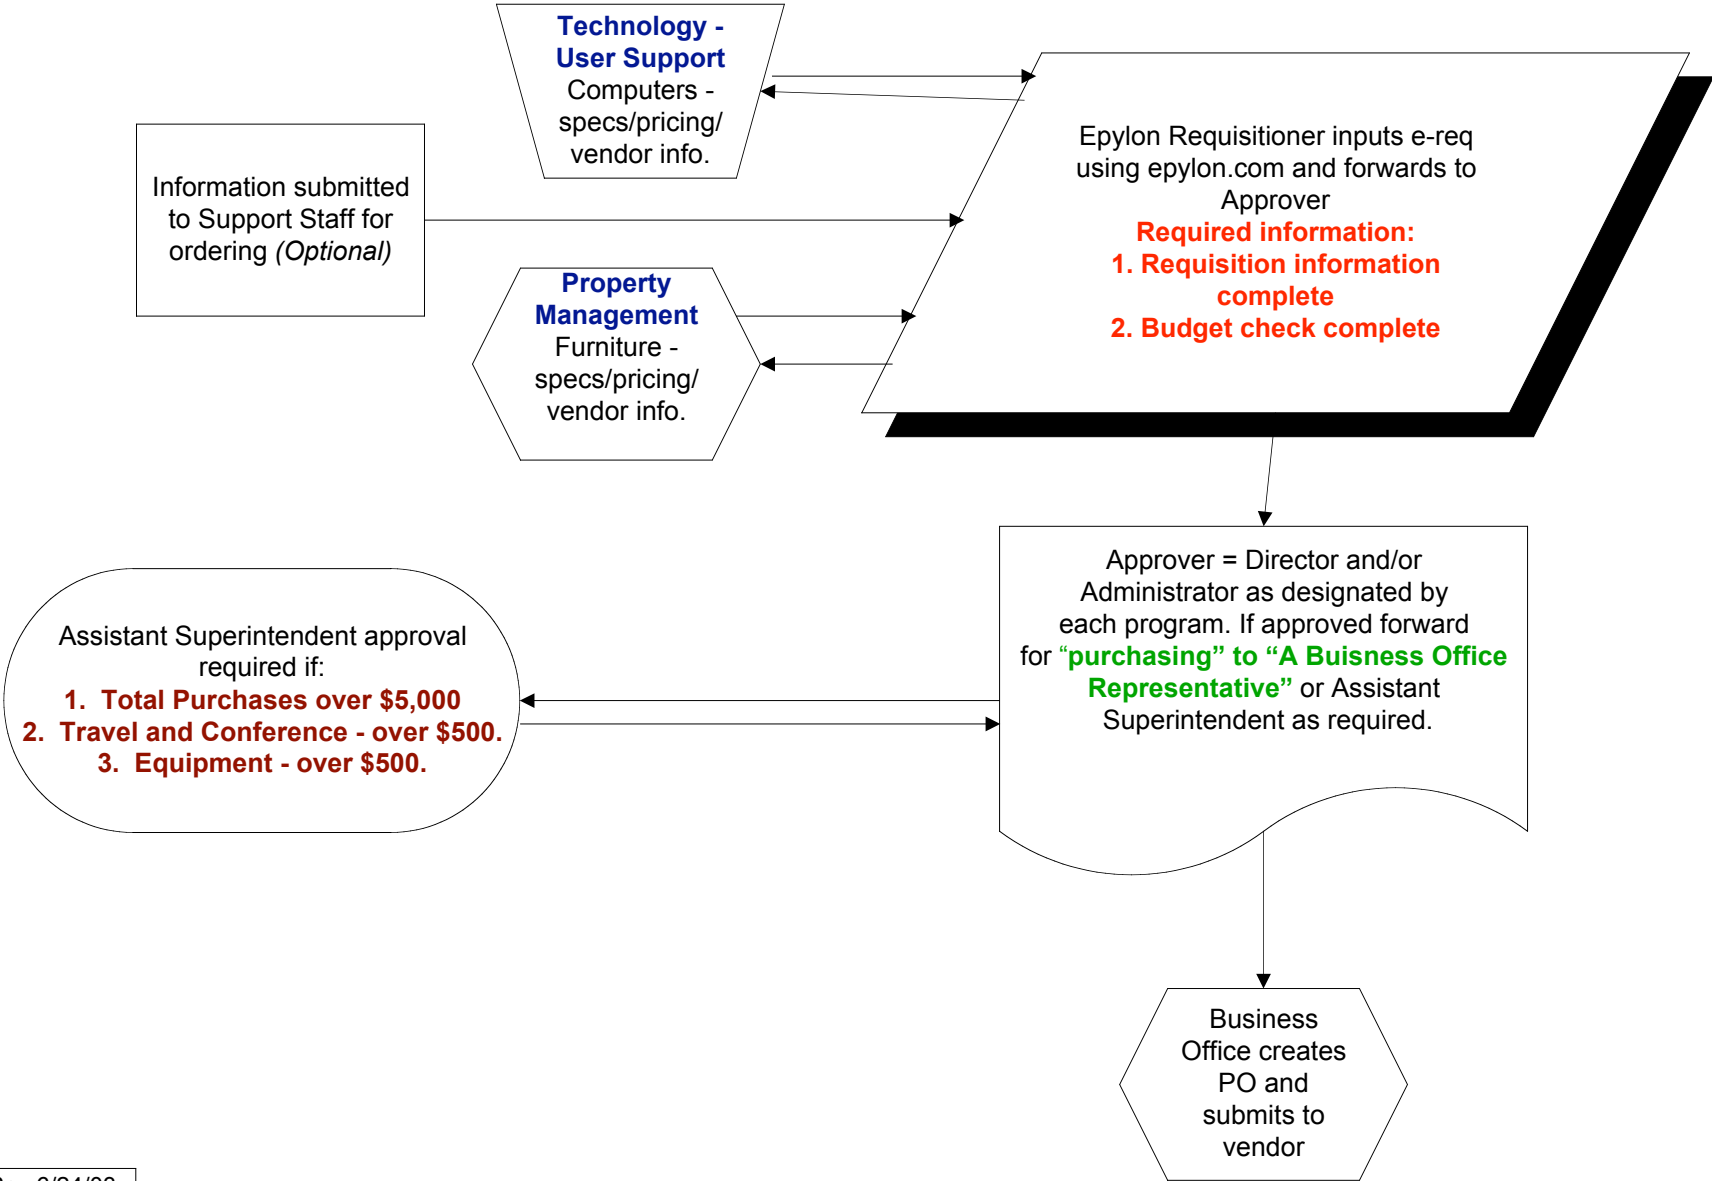 Technology -
User Support
Computers -
specs/pricing/
vendor info.
Information submitted
to Support Staff for
ordering (Optional)
Property
Management
Furniture -
specs/pricing/
vendor info.
Epylon Requisitioner inputs e-req
using epylon.com and forwards to
Approver
Required information:
1. Requisition information
complete
2. Budget check complete
Approver = Director and/or
Administrator as designated by
each program. If approved forward
for “purchasing” to “A Buisness Office
Representative” or Assistant
Superintendent as required.
Assistant Superintendent approval
required if:
1. Total Purchases over $5,000
2. Travel and Conference - over $500.
3. Equipment - over $500.
Business
Office creates
PO and
submits to
vendor